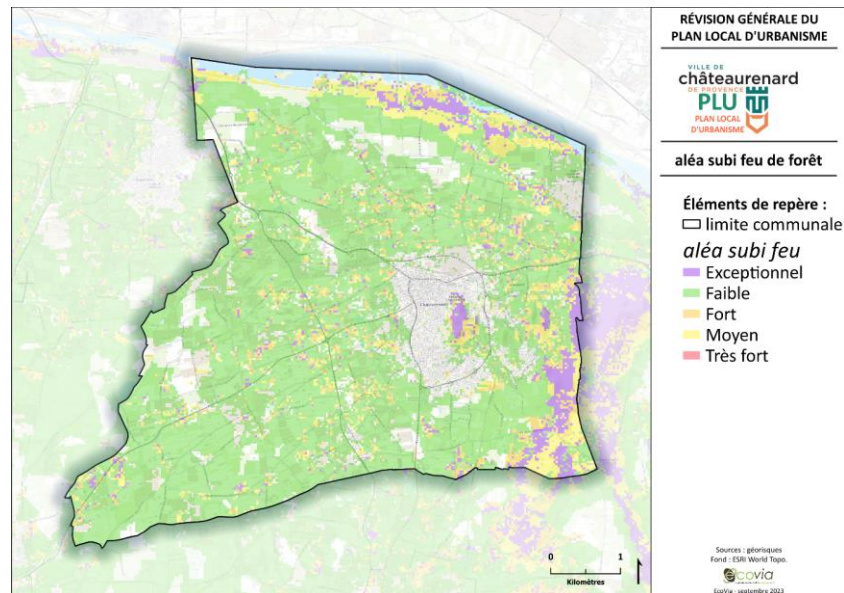 RÉVISION GÉNÉRALE DU
PLAN LOCAL D'URBANISME
VILLE DE
châteaurenard
DE PROVENCE
PLU
PLAN LOCAL
D'URBANISME
aléa subi feu de forêt
Éléments de repère :
limite communale
aléa subi feu
Exceptionnel
Faible
Fort
Moyen
Très fort
0 1
Kilomètres
Sources : géorisques
Fond : ESRI World Topo.
ecovia
EcoVia - septembre 2023